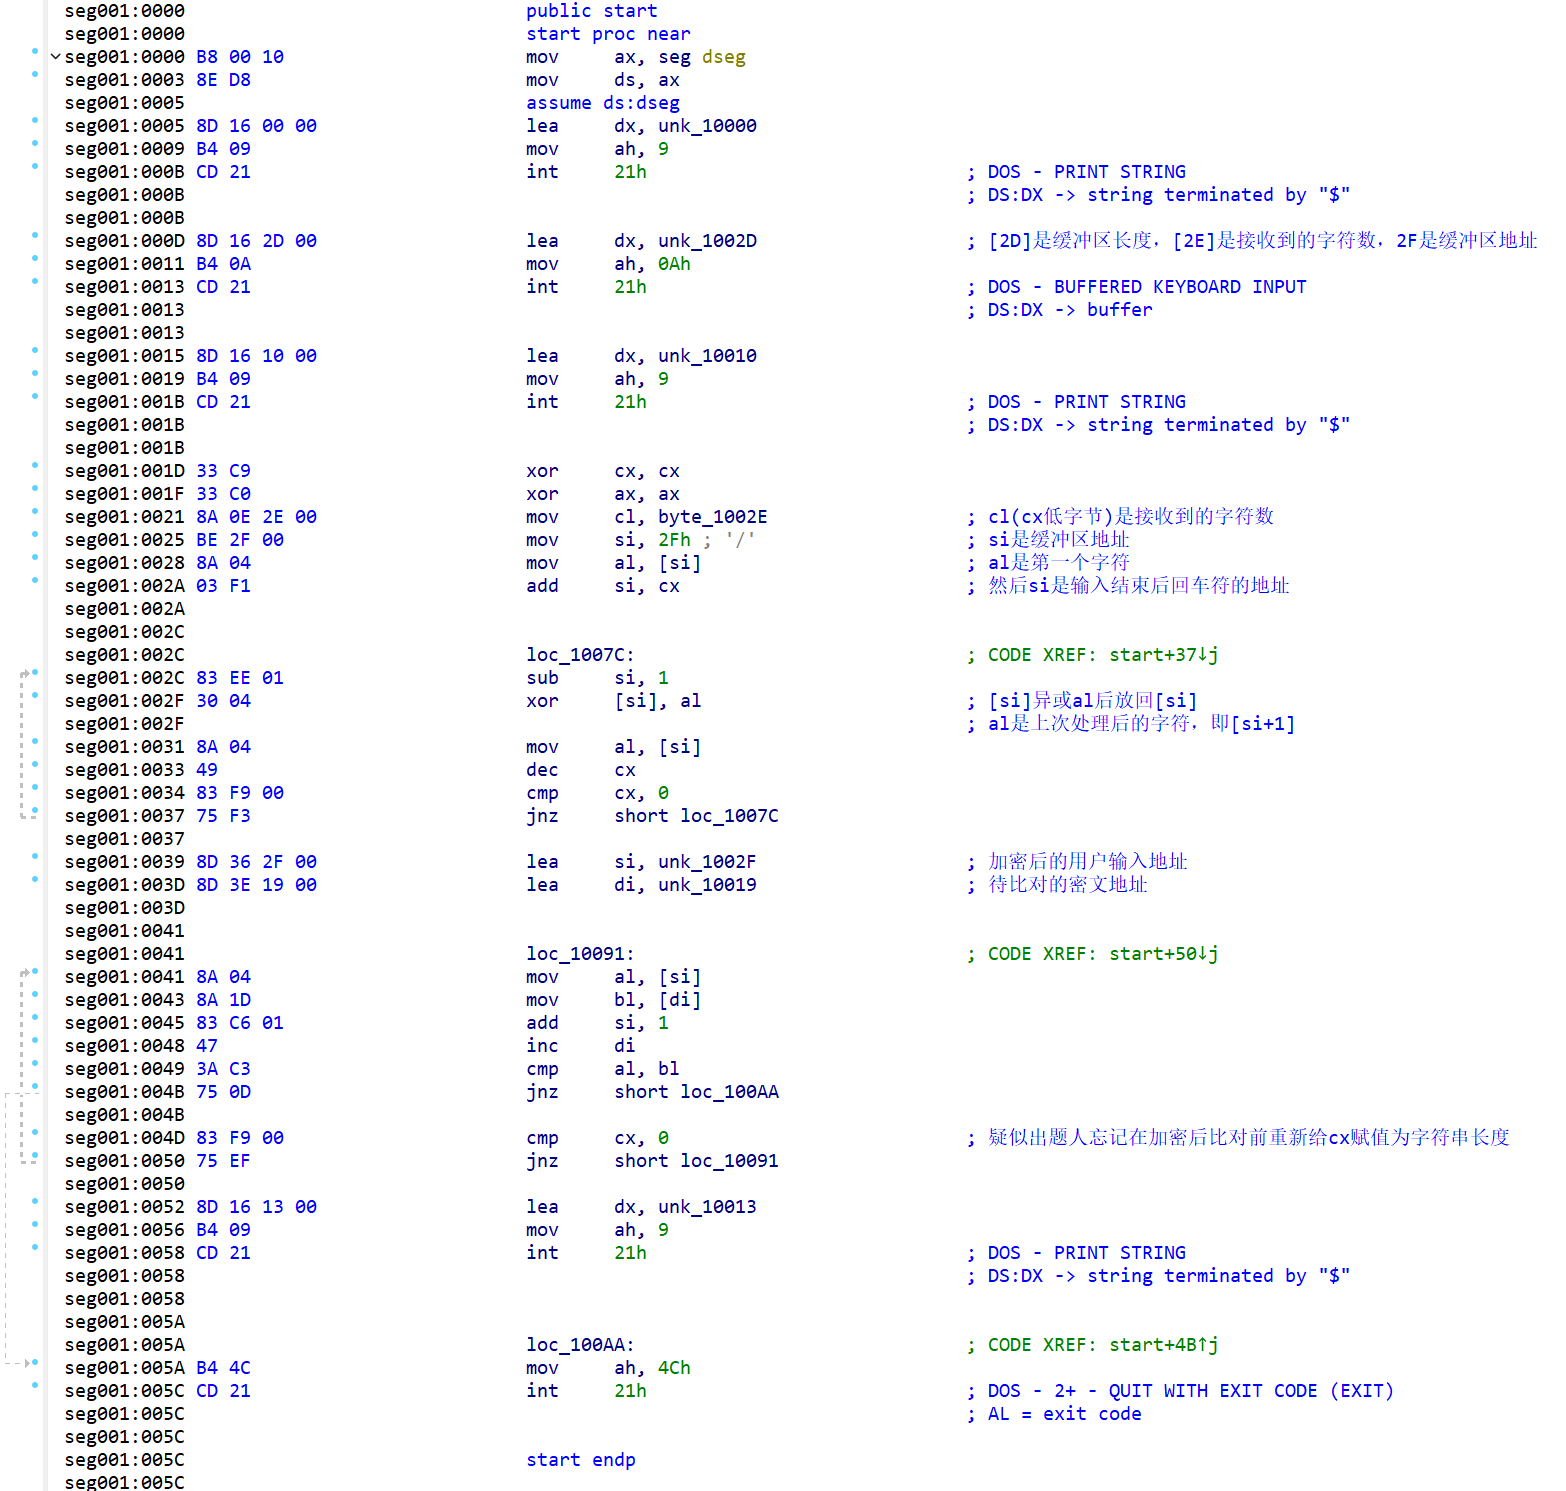 seg001:0000 public start
seg001:0000 start proc near
seg001:0000 B8 00 10 mov ax, seg dseg
seg001:0003 8E D8 mov ds, ax
seg001:0005 assume ds:dseg
seg001:0005 8D 16 00 00 lea dx, unk_10000
seg001:0009 B4 09 mov ah, 9
seg001:000B CD 21 int 21h ; DOS - PRINT STRING
seg001:000B ; DS:DX -> string terminated by "$"
seg001:000B
seg001:000D 8D 16 2D 00 lea dx, unk_1002D ; [2D]是缓冲区长度，[2E]是接收到的字符数，2F是缓冲区地址
seg001:0011 B4 0A mov ah, 0Ah
seg001:0013 CD 21 int 21h ; DOS - BUFFERED KEYBOARD INPUT
seg001:0013 ; DS:DX -> buffer
seg001:0013
seg001:0015 8D 16 10 00 lea dx, unk_10010
seg001:0019 B4 09 mov ah, 9
seg001:001B CD 21 int 21h ; DOS - PRINT STRING
seg001:001B ; DS:DX -> string terminated by "$"
seg001:001B
seg001:001D 33 C9 xor cx, cx
seg001:001F 33 C0 xor ax, ax
seg001:0021 8A 0E 2E 00 mov cl, byte_1002E ; cl(cx低字节)是接收到的字符数
seg001:0025 BE 2F 00 mov si, 2Fh ; '/' ; si是缓冲区地址
seg001:0028 8A 04 mov al, [si] ; al是第一个字符
seg001:002A 03 F1 add si, cx ; 然后si是输入结束后回车符的地址
seg001:002A
seg001:002C
seg001:002C loc_1007C: ; CODE XREF: start+37↓j
seg001:002C 83 EE 01 sub si, 1
seg001:002F 30 04 xor [si], al ; [si]异或al后放回[si]
seg001:002F ; al是上次处理后的字符，即[si+1]
seg001:0031 8A 04 mov al, [si]
seg001:0033 49 dec cx
seg001:0034 83 F9 00 cmp cx, 0
seg001:0037 75 F3 jnz short loc_1007C
seg001:0037
seg001:0039 8D 36 2F 00 lea si, unk_1002F ; 加密后的用户输入地址
seg001:003D 8D 3E 19 00 lea di, unk_10019 ; 待比对的密文地址
seg001:003D
seg001:0041
seg001:0041 loc_10091: ; CODE XREF: start+50↓j
seg001:0041 8A 04 mov al, [si]
seg001:0043 8A 1D mov bl, [di]
seg001:0045 83 C6 01 add si, 1
seg001:0048 47 inc di
seg001:0049 3A C3 cmp al, bl
seg001:004B 75 0D jnz short loc_100AA
seg001:004B
seg001:004D 83 F9 00 cmp cx, 0 ; 疑似出题人忘记在加密后比对前重新给cx赋值为字符串长度
seg001:0050 75 EF jnz short loc_10091
seg001:0050
seg001:0052 8D 16 13 00 lea dx, unk_10013
seg001:0056 B4 09 mov ah, 9
seg001:0058 CD 21 int 21h ; DOS - PRINT STRING
seg001:0058 ; DS:DX -> string terminated by "$"
seg001:0058
seg001:005A
seg001:005A loc_100AA: ; CODE XREF: start+4B↑j
seg001:005A B4 4C mov ah, 4Ch
seg001:005C CD 21 int 21h ; DOS - 2+ - QUIT WITH EXIT CODE (EXIT)
seg001:005C ; AL = exit code
seg001:005C
seg001:005C start endp
seg001:005C